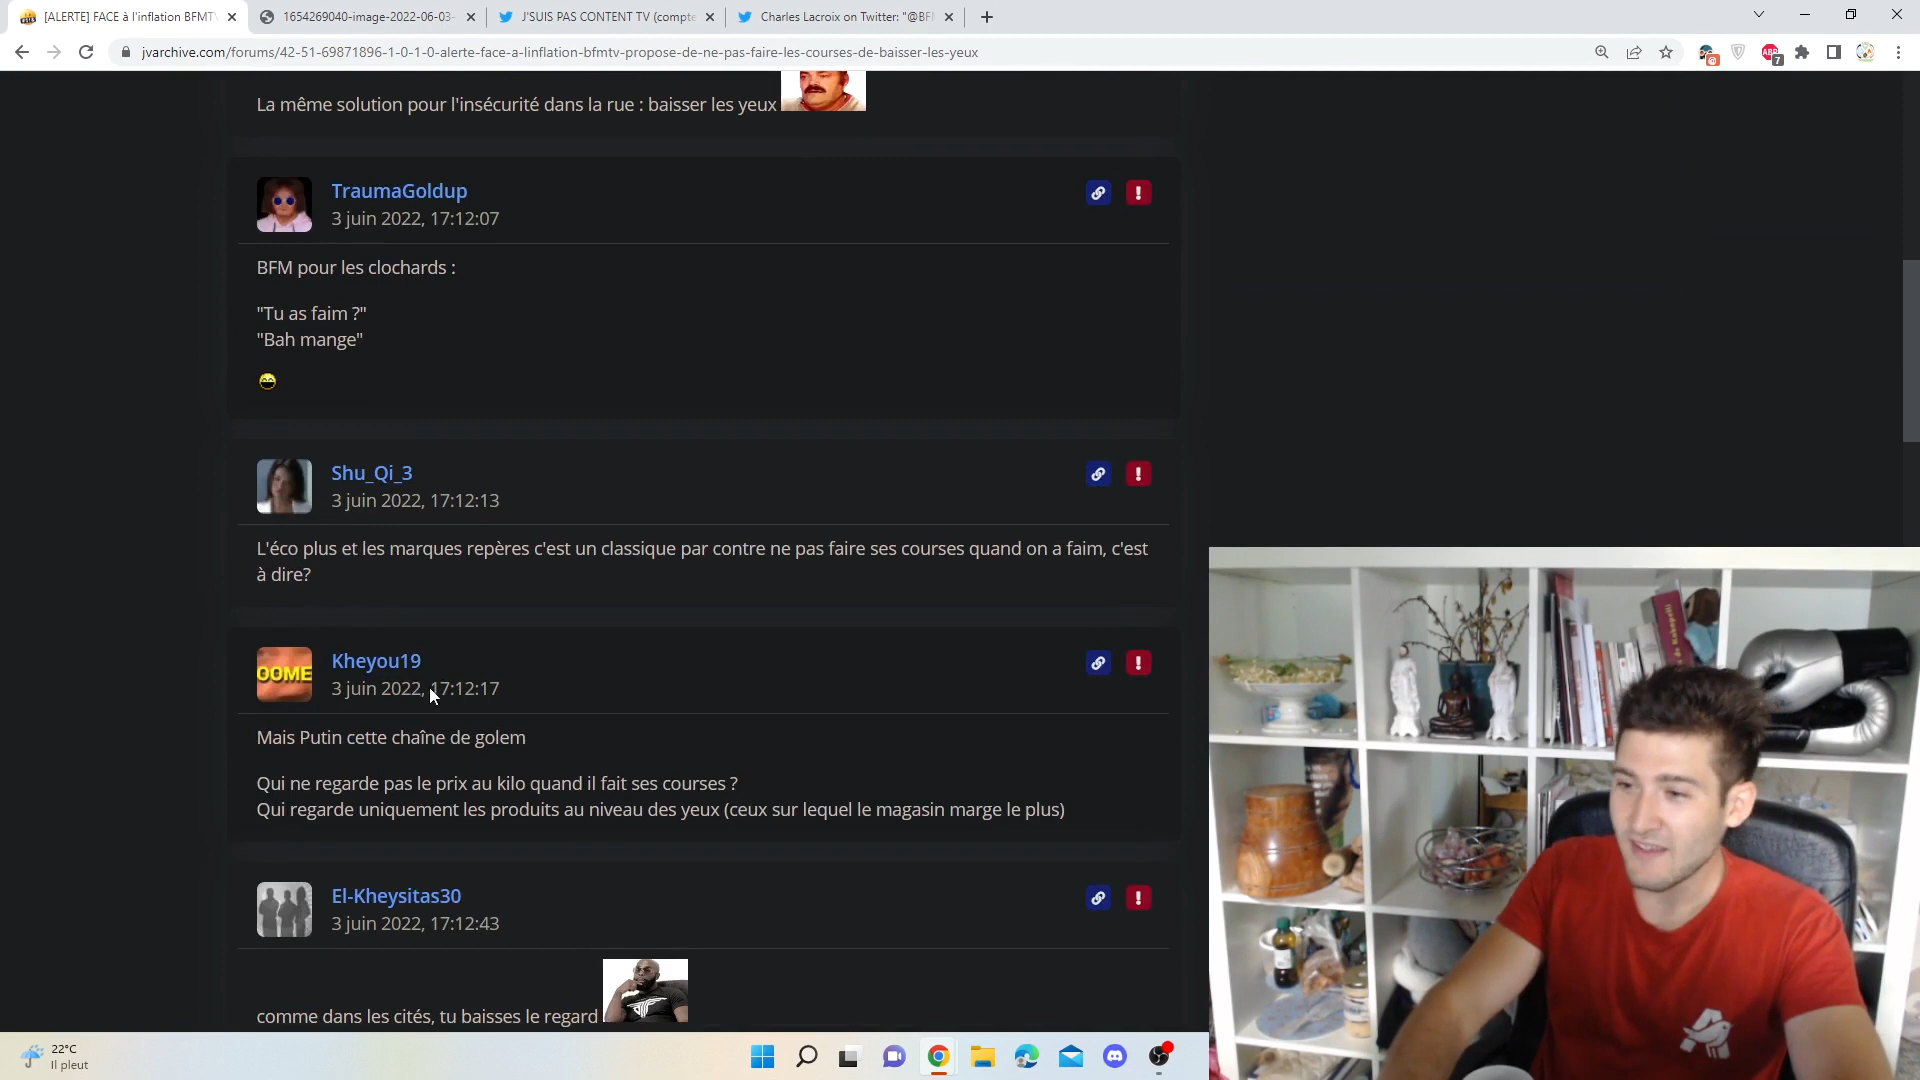 [ALERTE] FACE à l'inflation BFMTV
1654269040-image-2022-06-03-
J'SUIS PAS CONTENT TV (compte
Charles Lacroix on Twitter: "@BFM
jvarchive.com/forums/42-51-69871896-1-0-1-0-alerte-face-a-linflation-bfmtv-propose-de-ne-pas-faire-les-courses-de-baisser-les-yeux
ABP
7
La même solution pour l'insécurité dans la rue : baisser les yeux
TraumaGoldup
3 juin 2022, 17:12:07
BFM pour les clochards :
"Tu as faim ?"
"Bah mange"
Shu_Qi_3
3 juin 2022, 17:12:13
L'éco plus et les marques repères c'est un classique par contre ne pas faire ses courses quand on a faim, c'est
à dire?
OOME
Kheyou19
3 juin 2022, 17:12:17
Mais Putin cette chaîne de golem
Qui ne regarde pas le prix au kilo quand il fait ses courses ?
Qui regarde uniquement les produits au niveau des yeux (ceux sur lequel le magasin marge le plus)
El-Kheysitas30
3 juin 2022, 17:12:43
comme dans les cités, tu baisses le regard
22°C
Il pleut